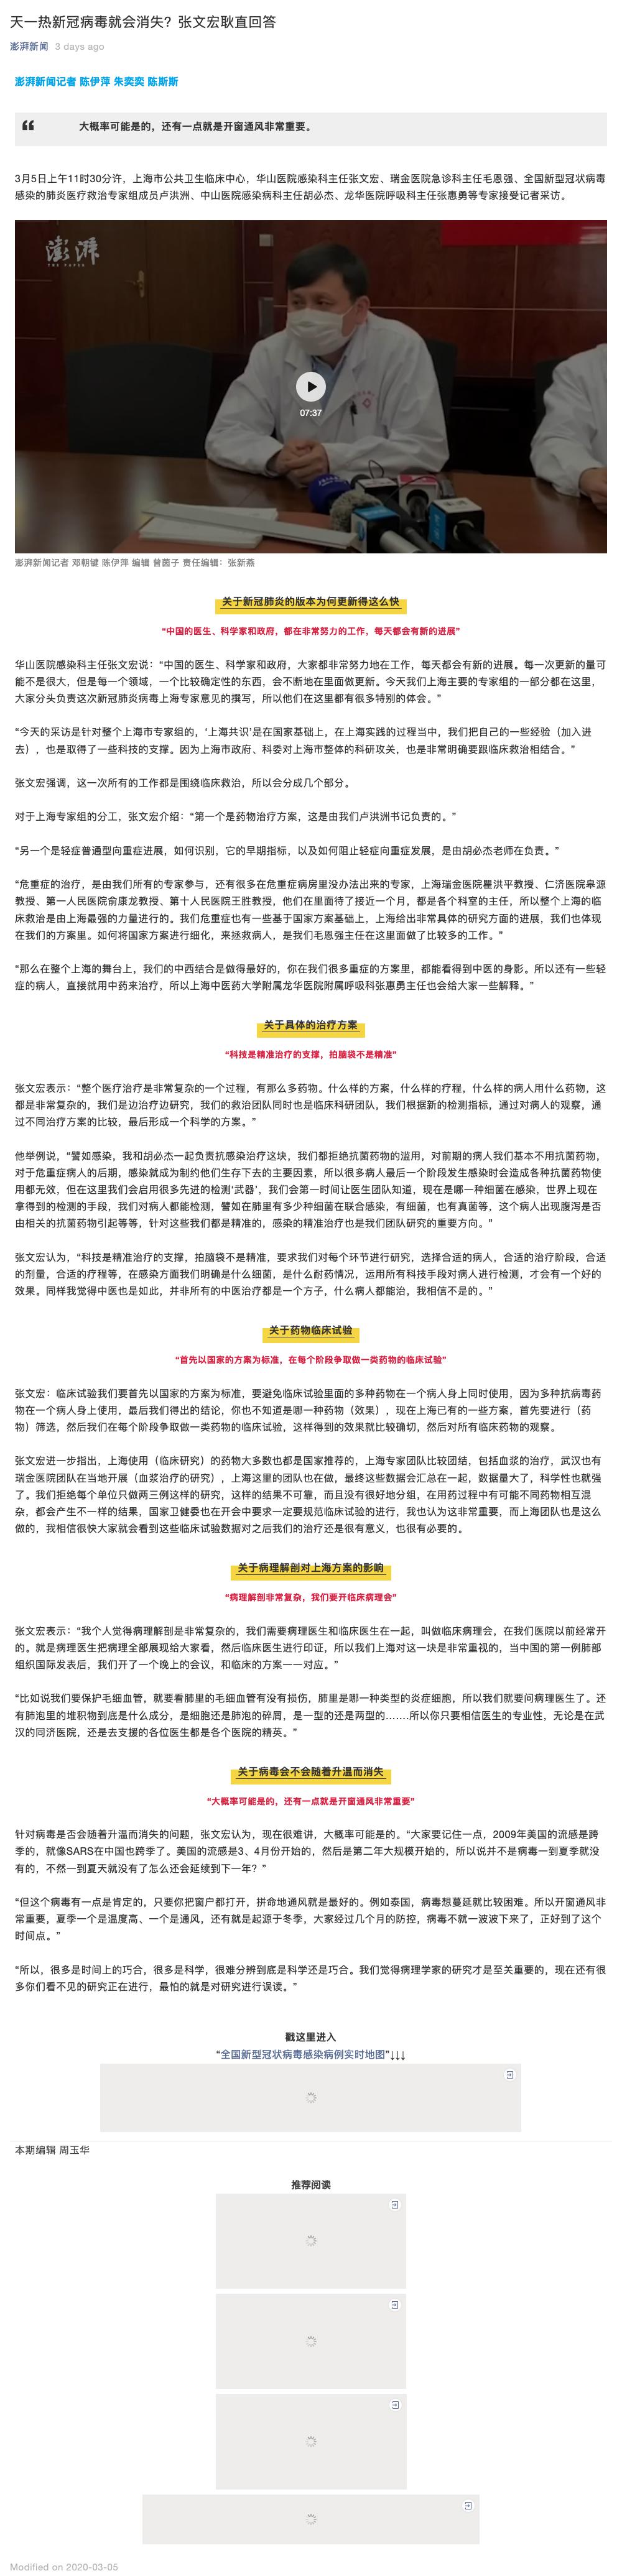 天一热新冠病毒就会消失？张文宏耿直回答
澎湃新闻 3 days ago
澎湃新闻记者 陈伊萍 朱奕奕 陈斯斯
大概率可能是的，还有一点就是开窗通风非常重要。
3月5日上午11时30分许，上海市公共卫生临床中心，华山医院感染科主任张文宏、瑞金医院急诊科主任毛恩强、全国新型冠状病毒
感染的肺炎医疗救治专家组成员卢洪洲、中山医院感染病科主任胡必杰、龙华医院呼吸科主任张惠勇等专家接受记者采访。
澎湃
THE PAPER
07:37
澎湃新闻记者 邓朝键 陈伊萍 编辑 曾茵子 责任编辑：张新燕
关于新冠肺炎的版本为何更新得这么快
“中国的医生、科学家和政府，都在非常努力的工作，每天都会有新的进展”
华山医院感染科主任张文宏说：“中国的医生、科学家和政府，大家都非常努力地在工作，每天都会有新的进展。每一次更新的量可
能不是很大，但是每一个领域，一个比较确定性的东西，会不断地在里面做更新。今天我们上海主要的专家组的一部分都在这里，
大家分头负责这次新冠肺炎病毒上海专家意见的撰写，所以他们在这里都有很多特别的体会。”
“今天的采访是针对整个上海市专家组的，‘上海共识’是在国家基础上，在上海实践的过程当中，我们把自己的一些经验（加入进
去），也是取得了一些科技的支撑。因为上海市政府、科委对上海市整体的科研攻关，也是非常明确要跟临床救治相结合。”
张文宏强调，这一次所有的工作都是围绕临床救治，所以会分成几个部分。
对于上海专家组的分工，张文宏介绍：“第一个是药物治疗方案，这是由我们卢洪洲书记负责的。”
“另一个是轻症普通型向重症进展，如何识别，它的早期指标，以及如何阻止轻症向重症发展，是由胡必杰老师在负责。”
“危重症的治疗，是由我们所有的专家参与，还有很多在危重症病房里没办法出来的专家，上海瑞金医院瞿洪平教授、仁济医院皋源
教授、第一人民医院俞康龙教授、第十人民医院王胜教授，他们在里面待了接近一个月，都是各个科室的主任，所以整个上海的临
床救治是由上海最强的力量进行的。我们危重症也有一些基于国家方案基础上，上海给出非常具体的研究方面的进展，我们也体现
在我们的方案里。如何将国家方案进行细化，来拯救病人，是我们毛恩强主任在这里面做了比较多的工作。”
“那么在整个上海的舞台上，我们的中西结合是做得最好的，你在我们很多重症的方案里，都能看得到中医的身影。所以还有一些轻
症的病人，直接就用中药来治疗，所以上海中医药大学附属龙华医院附属呼吸科张惠勇主任也会给大家一些解释。”
关于具体的治疗方案
“科技是精准治疗的支撑，拍脑袋不是精准”
张文宏表示：“整个医疗治疗是非常复杂的一个过程，有那么多药物。什么样的方案，什么样的疗程，什么样的病人用什么药物，这
都是非常复杂的，我们是边治疗边研究，我们的救治团队同时也是临床科研团队，我们根据新的检测指标，通过对病人的观察，通
过不同治疗方案的比较，最后形成一个科学的方案。”
他举例说，“譬如感染，我和胡必杰一起负责抗感染治疗这块，我们都拒绝抗菌药物的滥用，对前期的病人我们基本不用抗菌药物，
对于危重症病人的后期，感染就成为制约他们生存下去的主要因素，所以很多病人最后一个阶段发生感染时会造成各种抗菌药物使
用都无效，但在这里我们会启用很多先进的检测‘武器’，我们会第一时间让医生团队知道，现在是哪一种细菌在感染，世界上现在
拿得到的检测的手段，我们对病人都能检测，譬如在肺里有多少种细菌在联合感染，有细菌，也有真菌等，这个病人出现腹泻是否
由相关的抗菌药物引起等等，针对这些我们都是精准的，感染的精准治疗也是我们团队研究的重要方向。”
张文宏认为，“科技是精准治疗的支撑，拍脑袋不是精准，要求我们对每个环节进行研究，选择合适的病人，合适的治疗阶段，合适
的剂量，合适的疗程等，在感染方面我们明确是什么细菌，是什么耐药情况，运用所有科技手段对病人进行检测，才会有一个好的
效果。同样我觉得中医也是如此，并非所有的中医治疗都是一个方子，什么病人都能治，我相信不是的。”
关于药物临床试验
“首先以国家的方案为标准，在每个阶段争取做一类药物的临床试验”
张文宏：临床试验我们要首先以国家的方案为标准，要避免临床试验里面的多种药物在一个病人身上同时使用，因为多种抗病毒药
物在一个病人身上使用，最后我们得出的结论，你也不知道是哪一种药物（效果），现在上海已有的一些方案，首先要进行（药
物）筛选，然后我们在每个阶段争取做一类药物的临床试验，这样得到的效果就比较确切，然后对所有临床药物的观察。
张文宏进一步指出，上海使用（临床研究）的药物大多数也都是国家推荐的，上海专家团队比较团结，包括血浆的治疗，武汉也有
瑞金医院团队在当地开展（血浆治疗的研究），上海这里的团队也在做，最终这些数据会汇总在一起，数据量大了，科学性也就强
了。我们拒绝每个单位只做两三例这样的研究，这样的结果不可靠，而且没有很好地分组，在用药过程中有可能不同药物相互混
杂，都会产生不一样的结果，国家卫健委也在开会中要求一定要规范临床试验的进行，我也认为这非常重要，而上海团队也是这么
做的，我相信很快大家就会看到这些临床试验数据对之后我们的治疗还是很有意义，也很有必要的。
关于病理解剖对上海方案的影响
“病理解剖非常复杂，我们要开临床病理会”
张文宏表示：“我个人觉得病理解剖是非常复杂的，我们需要病理医生和临床医生在一起，叫做临床病理会，在我们医院以前经常开
的。就是病理医生把病理全部展现给大家看，然后临床医生进行印证，所以我们上海对这一块是非常重视的，当中国的第一例肺部
组织国际发表后，我们开了一个晚上的会议，和临床的方案一一对应。”
“比如说我们要保护毛细血管，就要看肺里的毛细血管有没有损伤，肺里是哪一种类型的炎症细胞，所以我们就要问病理医生了。还
有肺泡里的堆积物到底是什么成分，是细胞还是肺泡的碎屑，是一型的还是两型的.......所以你只要相信医生的专业性，无论是在武
汉的同济医院，还是去支援的各位医生都是各个医院的精英。”
关于病毒会不会随着升温而消失
“大概率可能是的，还有一点就是开窗通风非常重要”
针对病毒是否会随着升温而消失的问题，张文宏认为，现在很难讲，大概率可能是的。“大家要记住一点，2009年美国的流感是跨
季的，就像SARS在中国也跨季了。美国的流感是3、4月份开始的，然后是第二年大规模开始的，所以说并不是病毒一到夏季就没
有的，不然一到夏天就没有了怎么还会延续到下一年？”
“但这个病毒有一点是肯定的，只要你把窗户都打开，拼命地通风就是最好的。例如泰国，病毒想蔓延就比较困难。所以开窗通风非
常重要，夏季一个是温度高、一个是通风，还有就是起源于冬季，大家经过几个月的防控，病毒不就一波波下来了，正好到了这个
时间点。”
“所以，很多是时间上的巧合，很多是科学，很难分辨到底是科学还是巧合。我们觉得病理学家的研究才是至关重要的，现在还有很
多你们看不见的研究正在进行，最怕的就是对研究进行误读。”
戳这里进入
“全国新型冠状病毒感染病例实时地图”↓↓↓
本期编辑 周玉华
推荐阅读
Modified on 2020-03-05